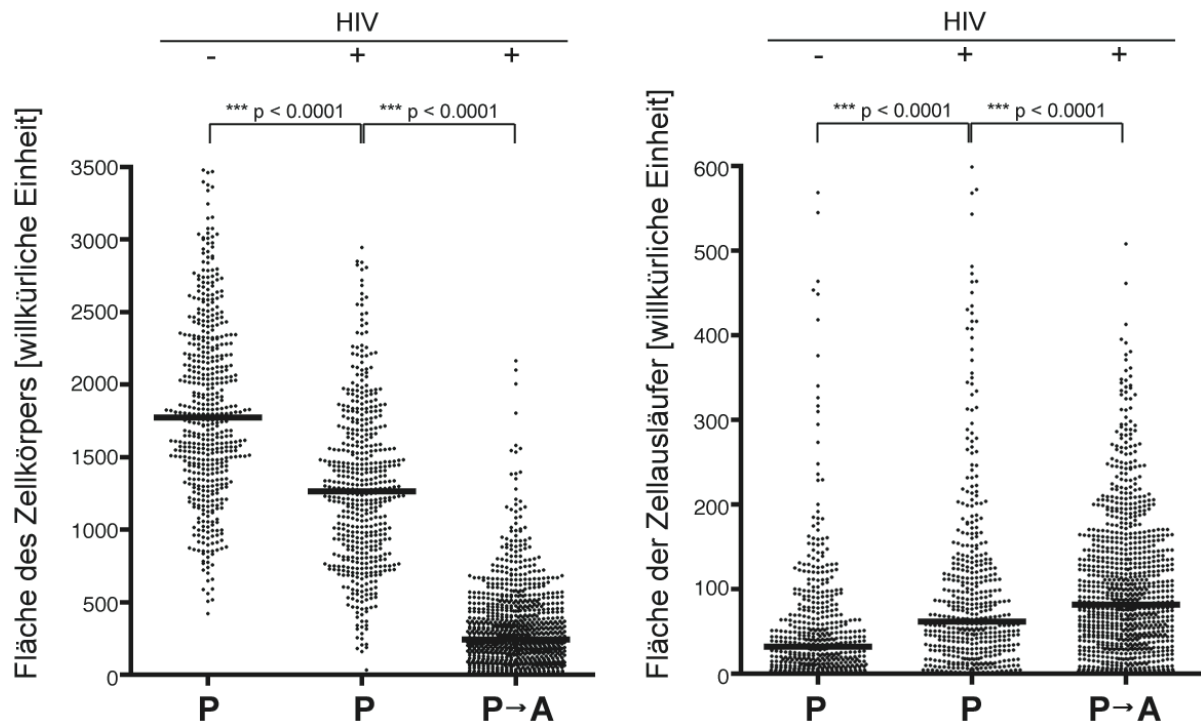 HIV
- + +
*** p < 0.0001 *** p < 0.0001
Fläche des Zellkörpers [willkürliche Einheit]
3500
3000
2500
2000
1500
1000
500
0
P P P→A
HIV
- + +
*** p < 0.0001 *** p < 0.0001
Fläche der Zellausläufer [willkürliche Einheit]
600
500
400
300
200
100
0
P P P→A